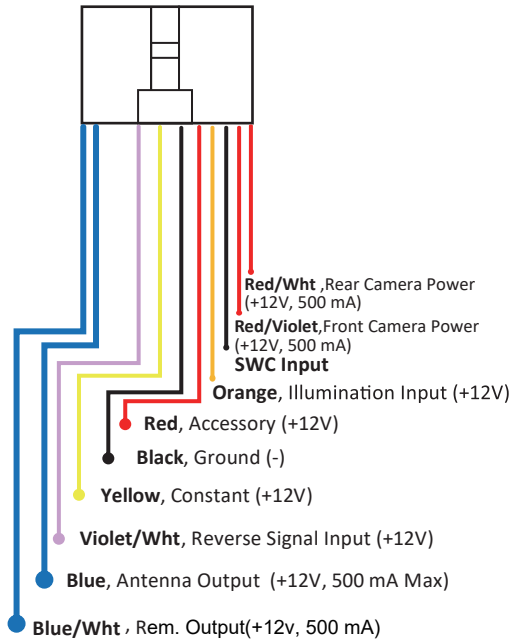 Red/Wht ,Rear Camera Power
(+12V, 500 mA)
Red/Violet,Front Camera Power
(+12V, 500 mA)
SWC Input
Orange, Illumination Input (+12V)
Red, Accessory (+12V)
Black, Ground (-)
Yellow, Constant (+12V)
Violet/Wht, Reverse Signal Input (+12V)
Blue, Antenna Output (+12V, 500 mA Max)
Blue/Wht , Rem. Output(+12v, 500 mA)